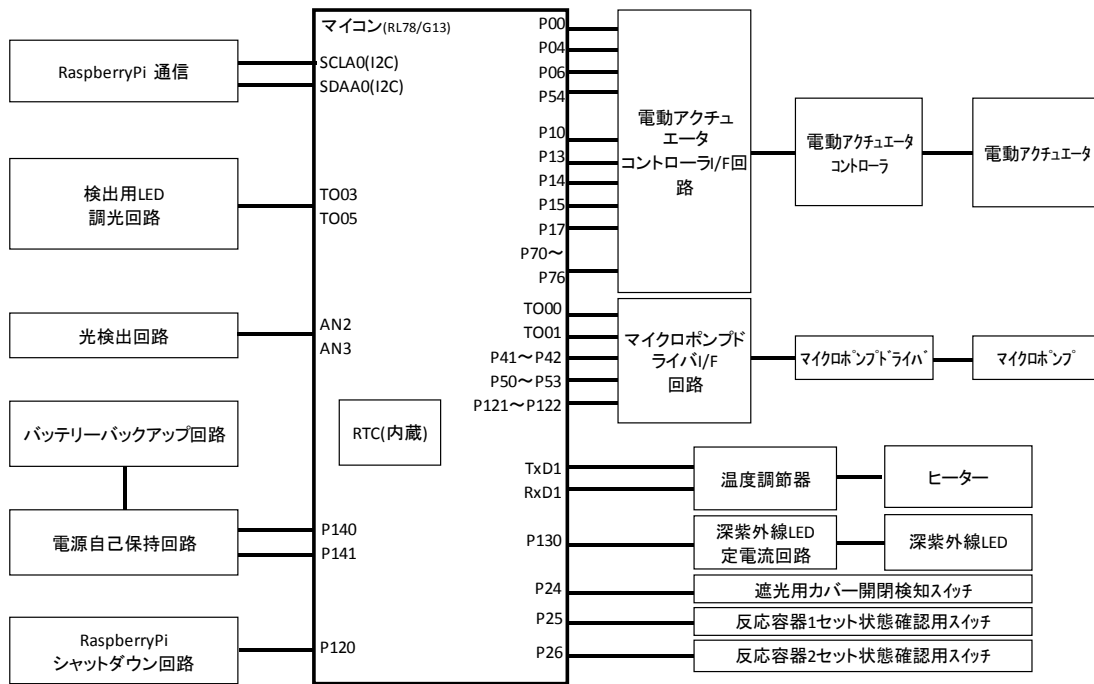 マイコン(RL78/G13)
RaspberryPi 通信
SCLA0(I2C)
SDAA0(I2C)
検出用LED
調光回路
TO03
TO05
光検出回路
AN2
AN3
バッテリーバックアップ回路
RTC(内蔵)
電源自己保持回路
P140
P141
RaspberryPi
シャットダウン回路
P120
P00
P04
P06
P54
P10
P13
P14
P15
P17
P70～
P76
電動アクチュ
エータ
コントローラI/F回
路
電動アクチュエータ
コントローラ
電動アクチュエータ
TO00
TO01
P41～P42
P50～P53
P121～P122
マイクロポンプド
ライバI/F
回路
マイクロポンプドライバ
マイクロポンプ
TxD1
RxD1
温度調節器
ヒーター
P130
深紫外線LED
定電流回路
深紫外線LED
P24
遮光用カバー開閉検知スイッチ
P25
反応容器1セット状態確認用スイッチ
P26
反応容器2セット状態確認用スイッチ